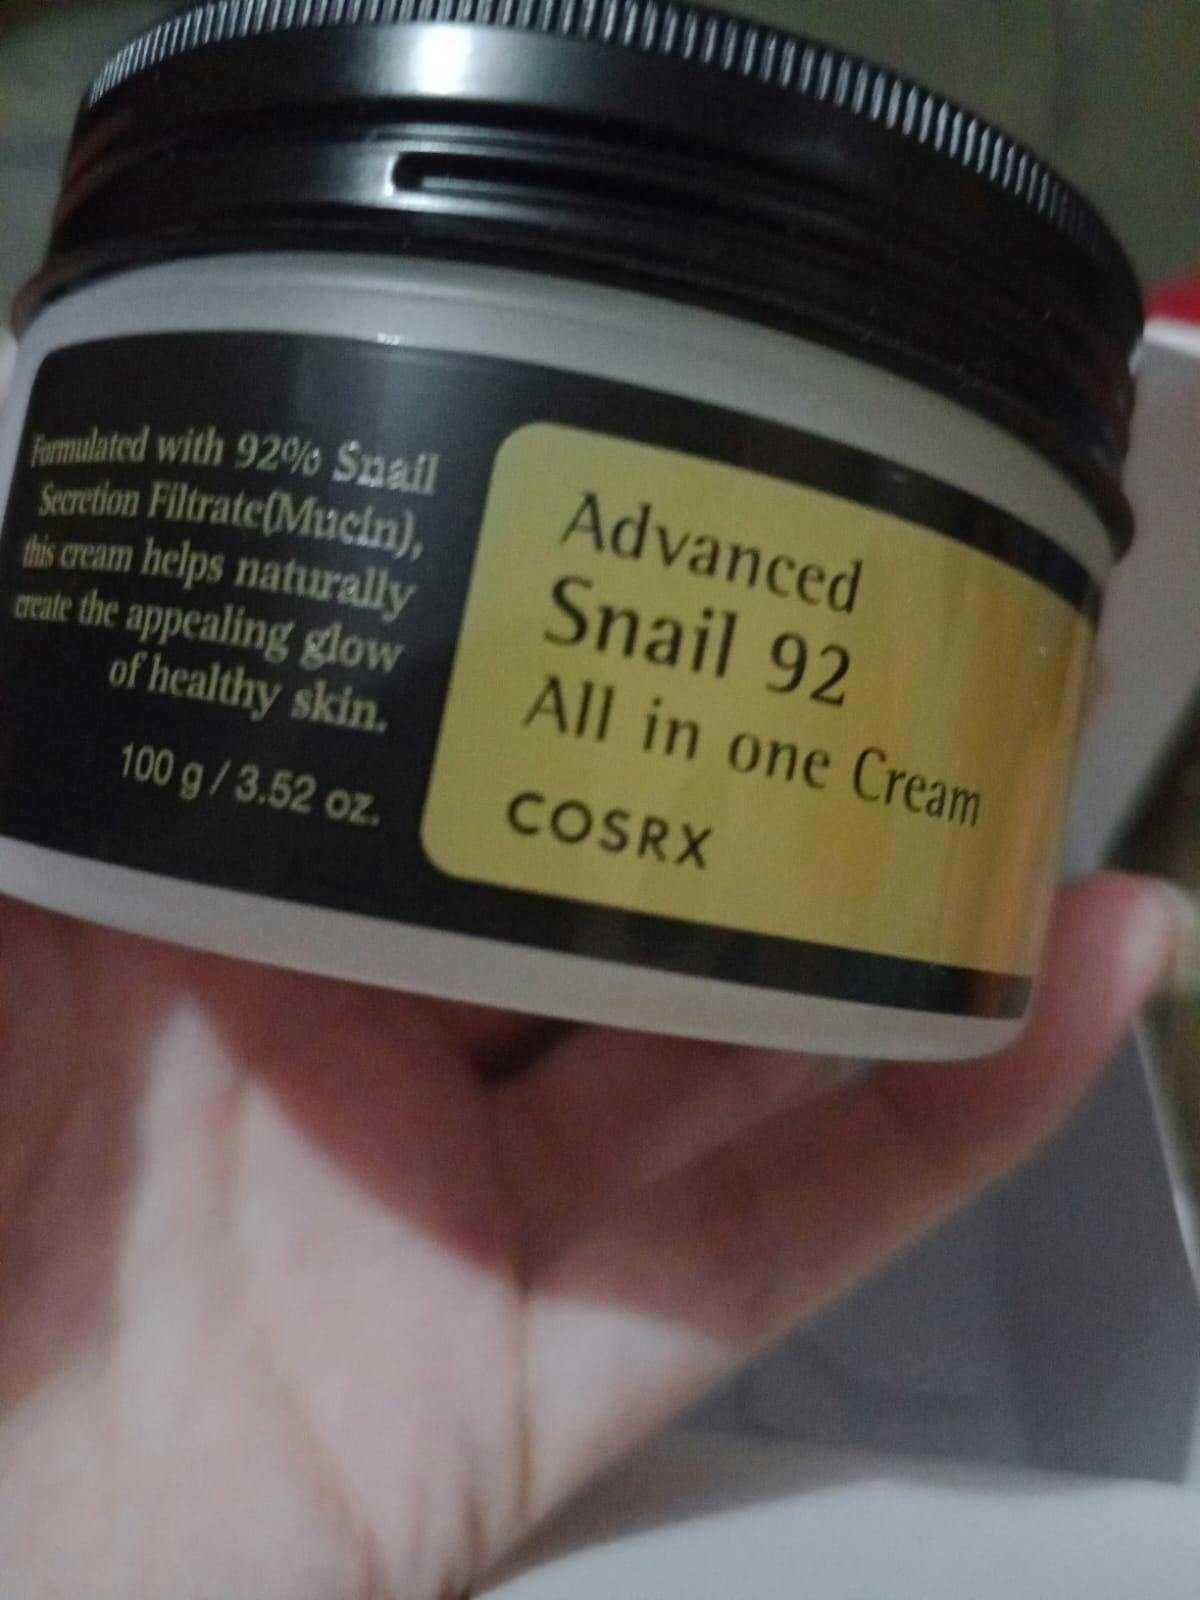 Formulated with 92% Snail
Secretion Filtrate(Mucin),
this cream helps naturally
create the appealing glow
of healthy skin.
100 g / 3.52 oz.
Advanced
Snail 92
All in one Cream
COSRX